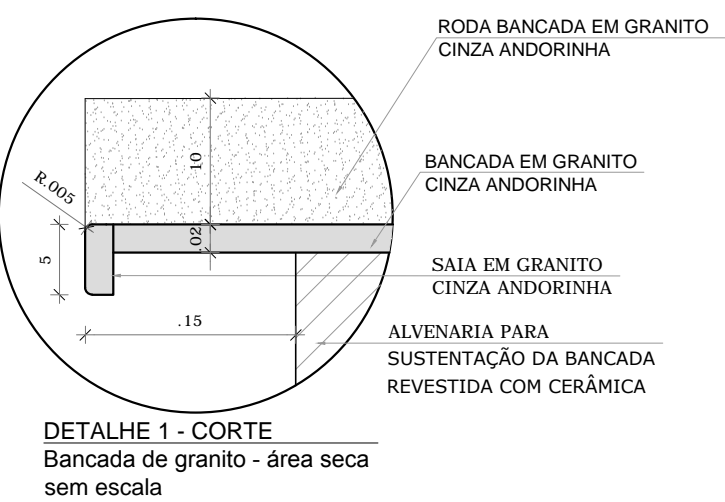 RODA BANCADA EM GRANITO
CINZA ANDORINHA
10
R.005
BANCADA EM GRANITO
CINZA ANDORINHA
.02
5
SAIA EM GRANITO
CINZA ANDORINHA
.15
ALVENARIA PARA
SUSTENTAÇÃO DA BANCADA
REVESTIDA COM CERÂMICA
DETALHE 1 - CORTE
Bancada de granito - área seca
sem escala